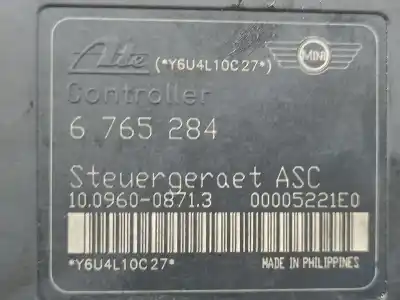 Ate (*Y6U4L10C27*) MINI
Controller
6 765 284
Steuergeraet ASC
10.0960-0871.3 00005221E0
*Y6U4L10C27* MADE IN PHILIPPINES